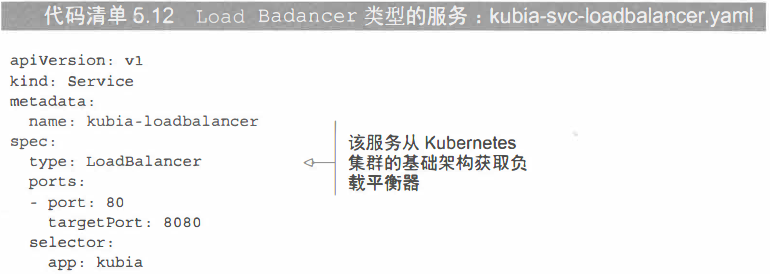 代码清单 5.12 Load Badancer 类型的服务：kubia-svc-loadbalancer.yaml
apiVersion: v1
kind: Service
metadata:
  name: kubia-loadbalancer
spec:
  type: LoadBalancer
  ports:
  - port: 80
    targetPort: 8080
  selector:
    app: kubia
该服务从 Kubernetes
集群的基础架构获取负
载平衡器